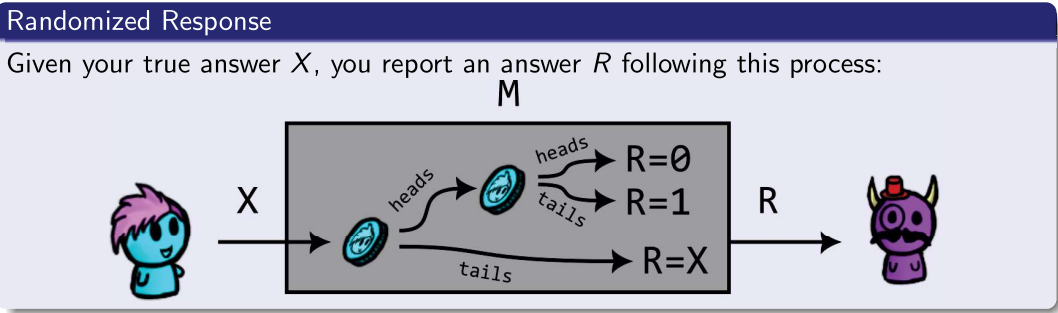 Randomized Response
Given your true answer X, you report an answer R following this process:
M
heads
R=0
heads
tails
R=1
X
R
tails
R=X